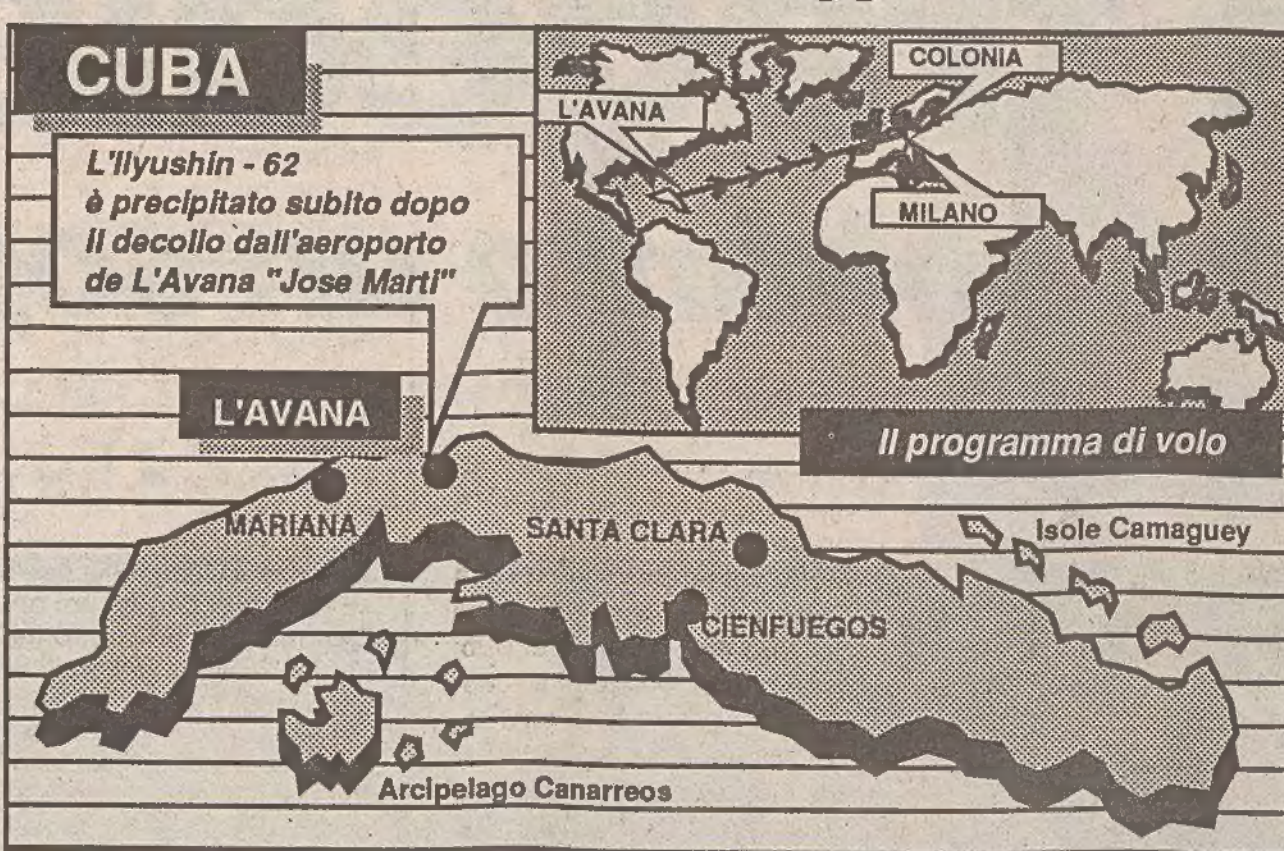 CUBA
L'Ilyushin - 62
è precipitato subito dopo
il decollo dall'aeroporto
de L'Avana "Jose Marti"
COLONIA
L'AVANA
MILANO
Il programma di volo
L'AVANA
MARIANA
SANTA CLARA
CIENFUEGOS
Isole Camaguey
Arcipelago Canarreos